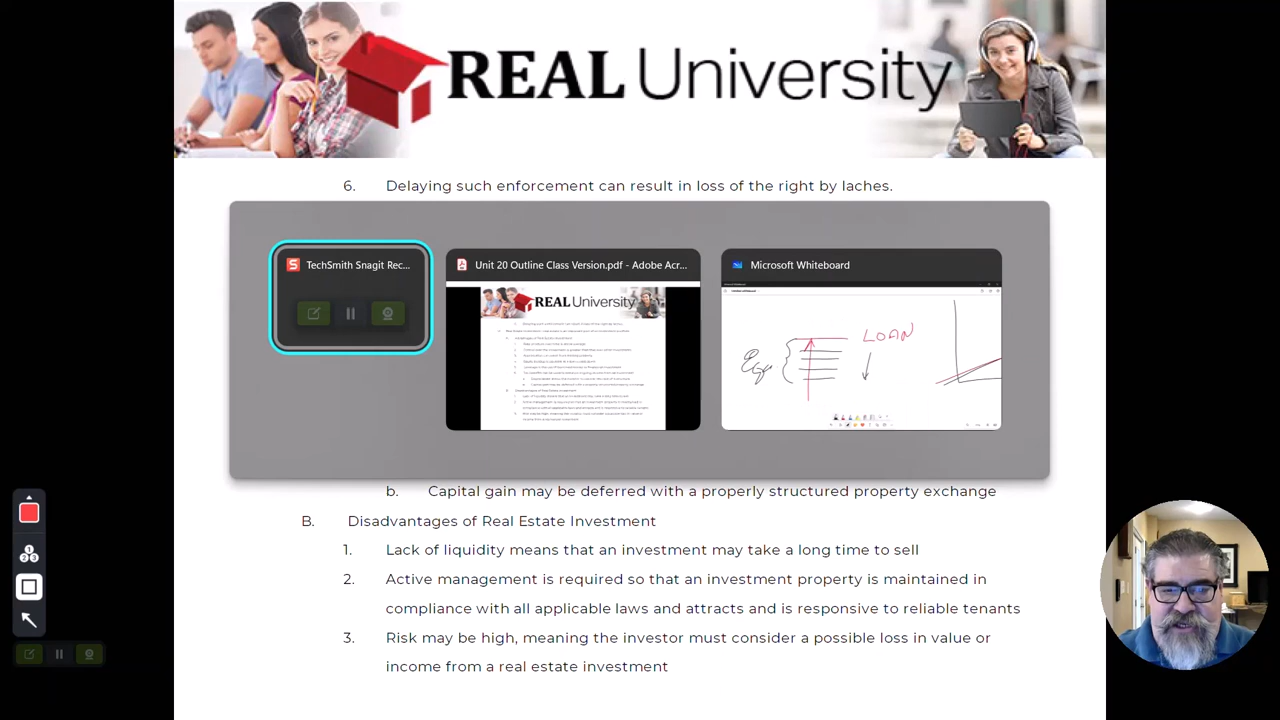 REAL University
6. Delaying such enforcement can result in loss of the right by laches.
TechSmith Snagit Rec...
Unit 20 Outline Class Version.pdf - Adobe Acr...
Microsoft Whiteboard
REAL University
LOAN
b. Capital gain may be deferred with a properly structured property exchange
B. Disadvantages of Real Estate Investment
1. Lack of liquidity means that an investment may take a long time to sell
2. Active management is required so that an investment property is maintained in
compliance with all applicable laws and attracts and is responsive to reliable tenants
3. Risk may be high, meaning the investor must consider a possible loss in value or
income from a real estate investment